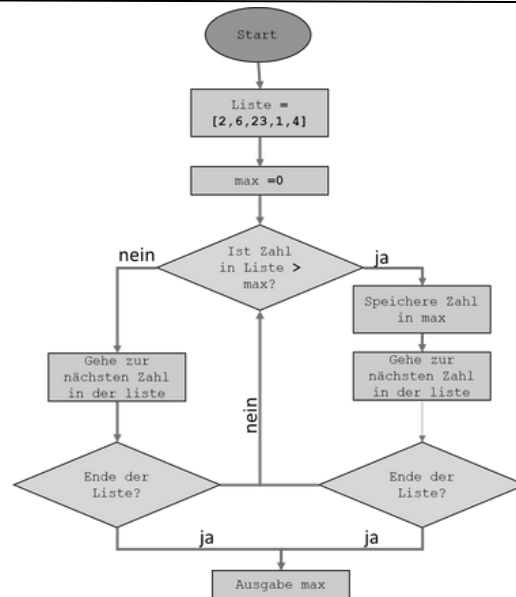 Start
Liste =
[2,6,23,1,4]
max =0
Ist Zahl
in Liste >
max?
nein
ja
Speichere Zahl
in max
Gehe zur
nächsten Zahl
in der liste
Gehe zur
nächsten Zahl
in der liste
nein
Ende der
Liste?
Ende der
Liste?
ja
ja
Ausgabe max